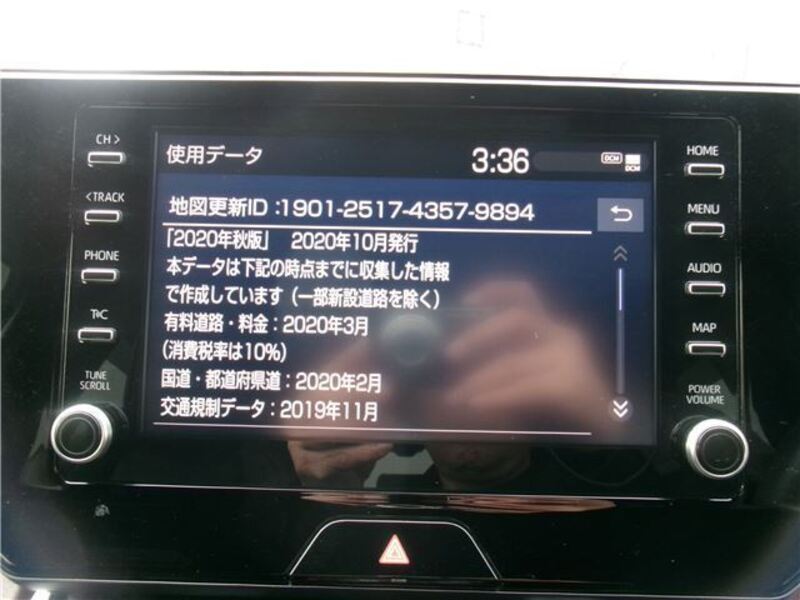 CH >
<TRACK
PHONE
T C
TUNE
SCROLL
使用データ
3:36
DCM
DCM
地図更新ID :1901-2517-4357-9894
「2020年秋版」 2020年10月発行
本データは下記の時点までに収集した情報
で作成しています（一部新設道路を除く）
有料道路・料金：2020年3月
(消費税率は10%)
国道・都道府県道：2020年2月
交通規制データ：2019年11月
HOME
MENU
AUDIO
MAP
POWER
VOLUME